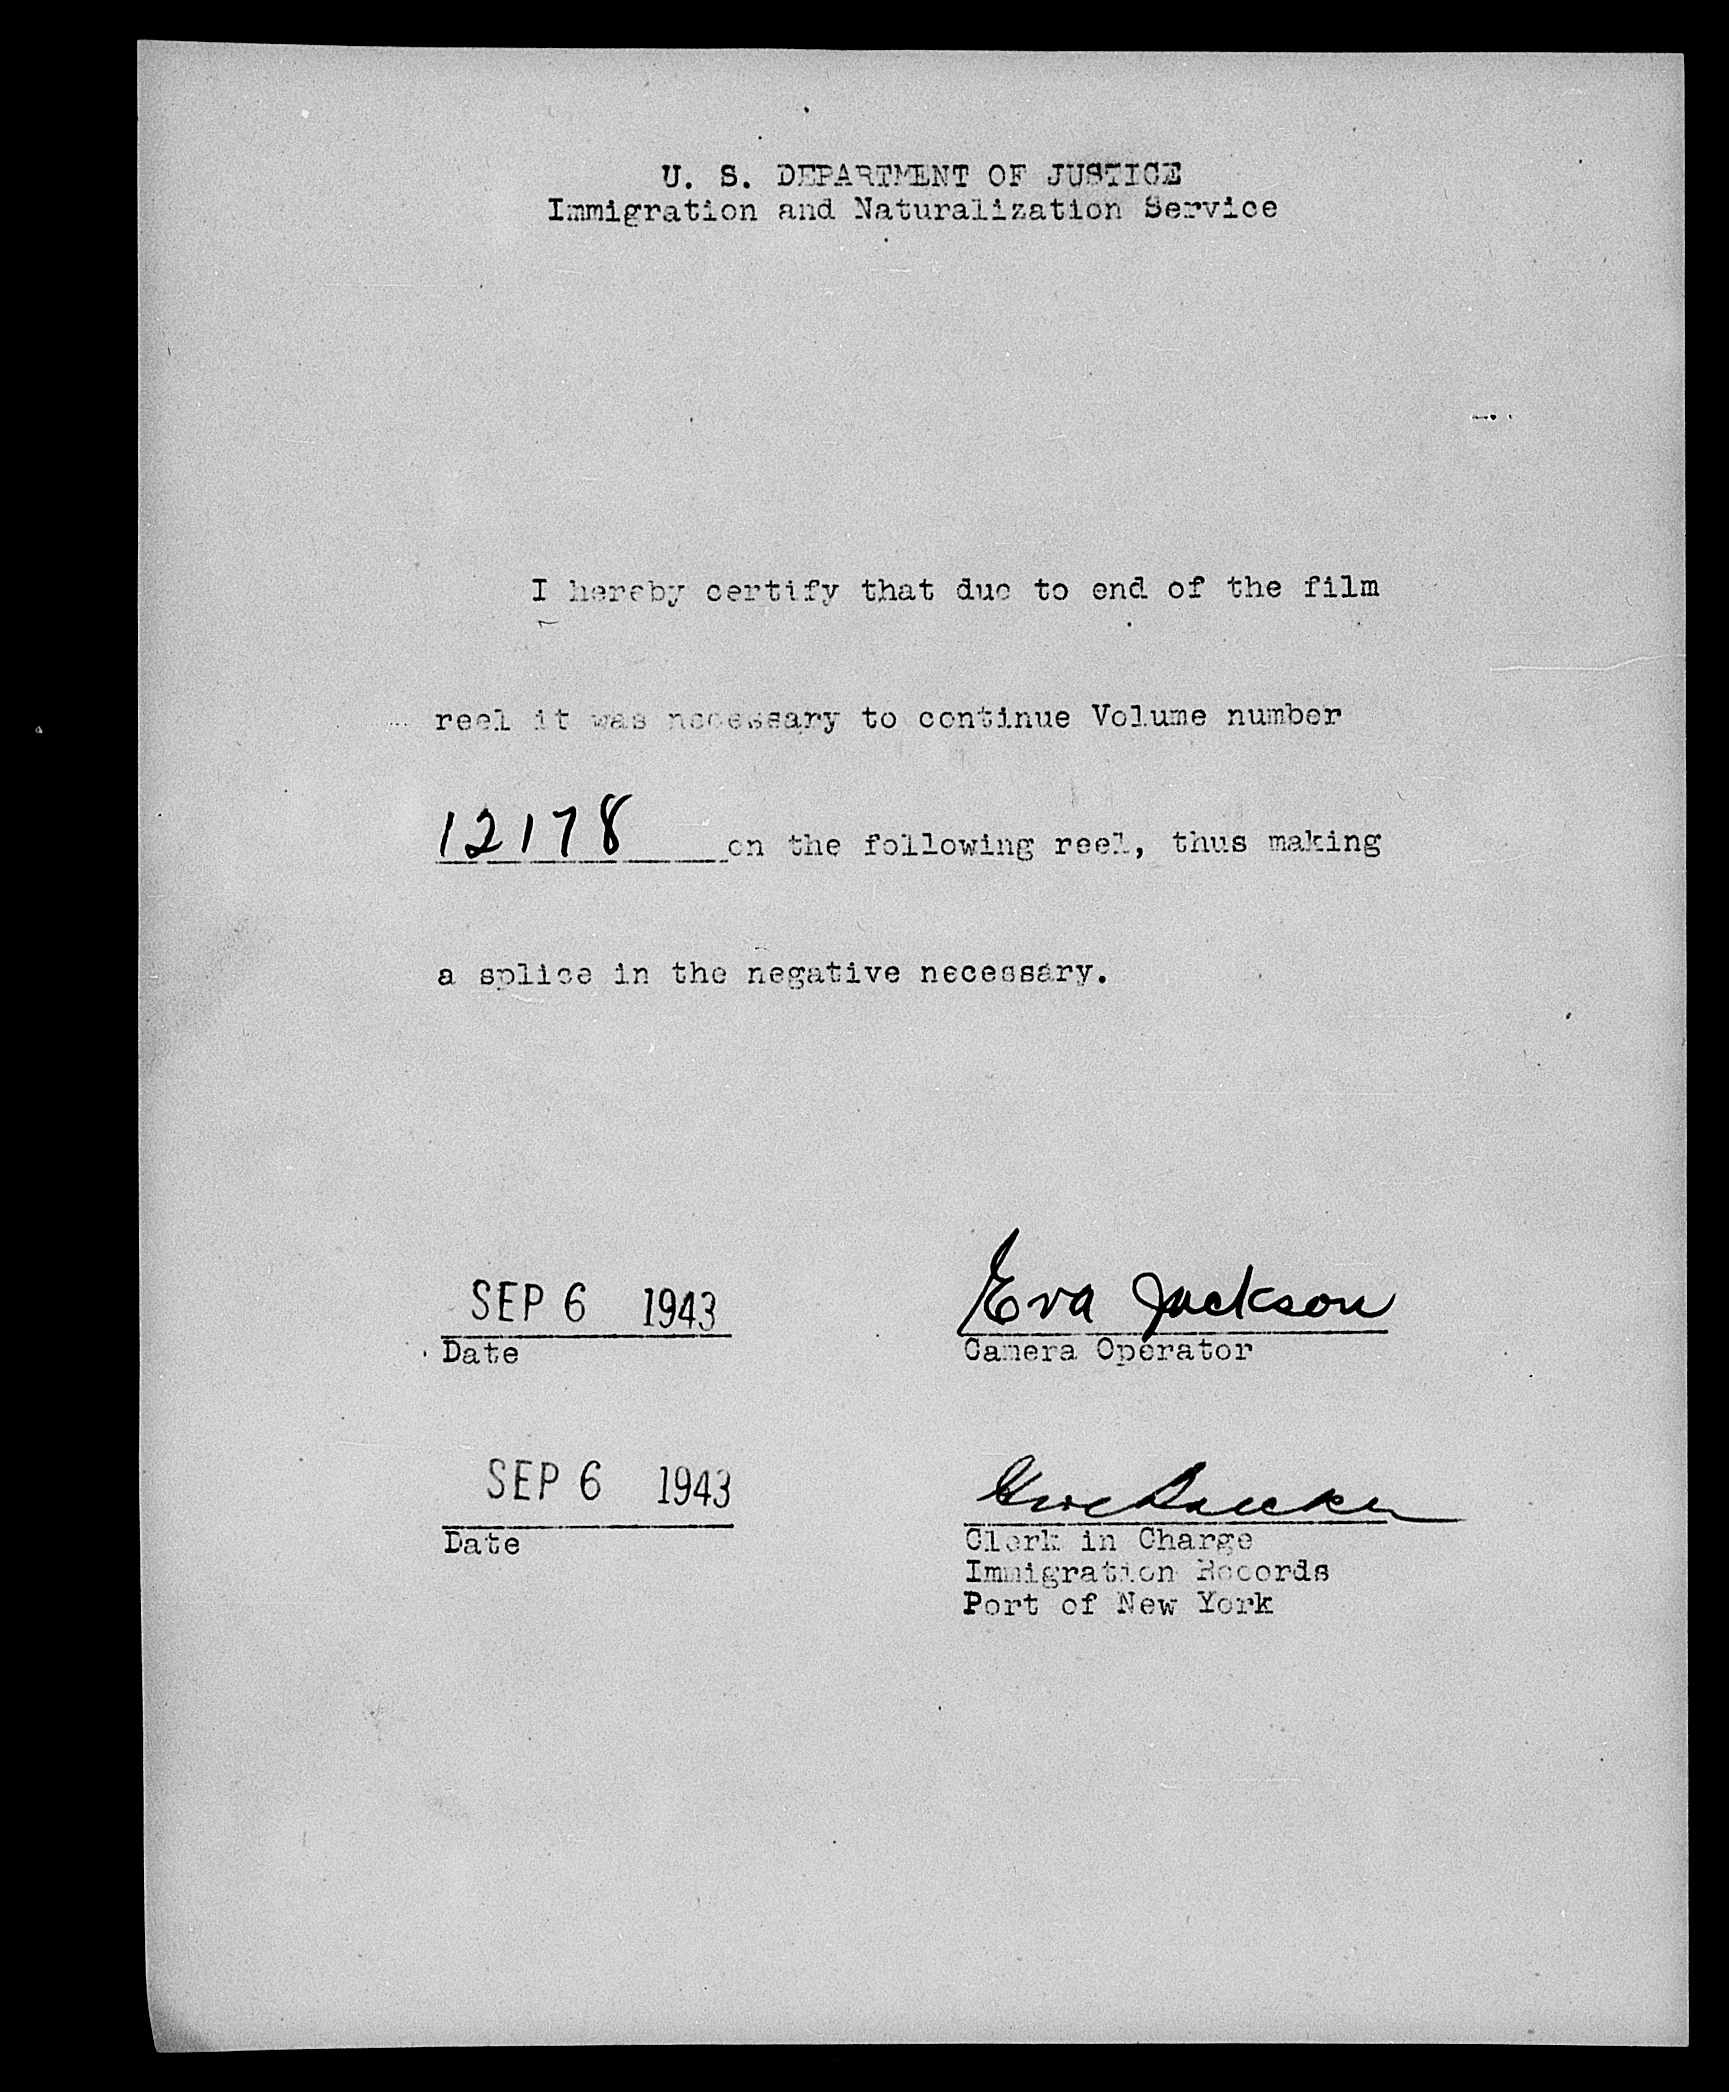 U. S. DEPARTMENT OF JUSTICE
Immigration and Naturalization Service
I hereby certify that due to end of the film
reel it was necessary to continue Volume number
12178 on the following reel, thus making
a splice in the negative necessary.
SEP 6 1943
Eva Jackson
Date
Camera Operator
SEP 6 1943
Date
Clerk in Charge
Immigration Records
Port of New York